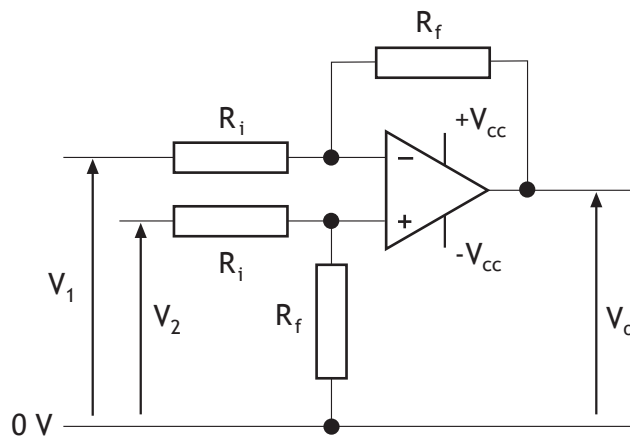 R_f
R_i
+V_cc
−
+
R_i
-V_cc
V_1
V_2
R_f
V_o
0 V